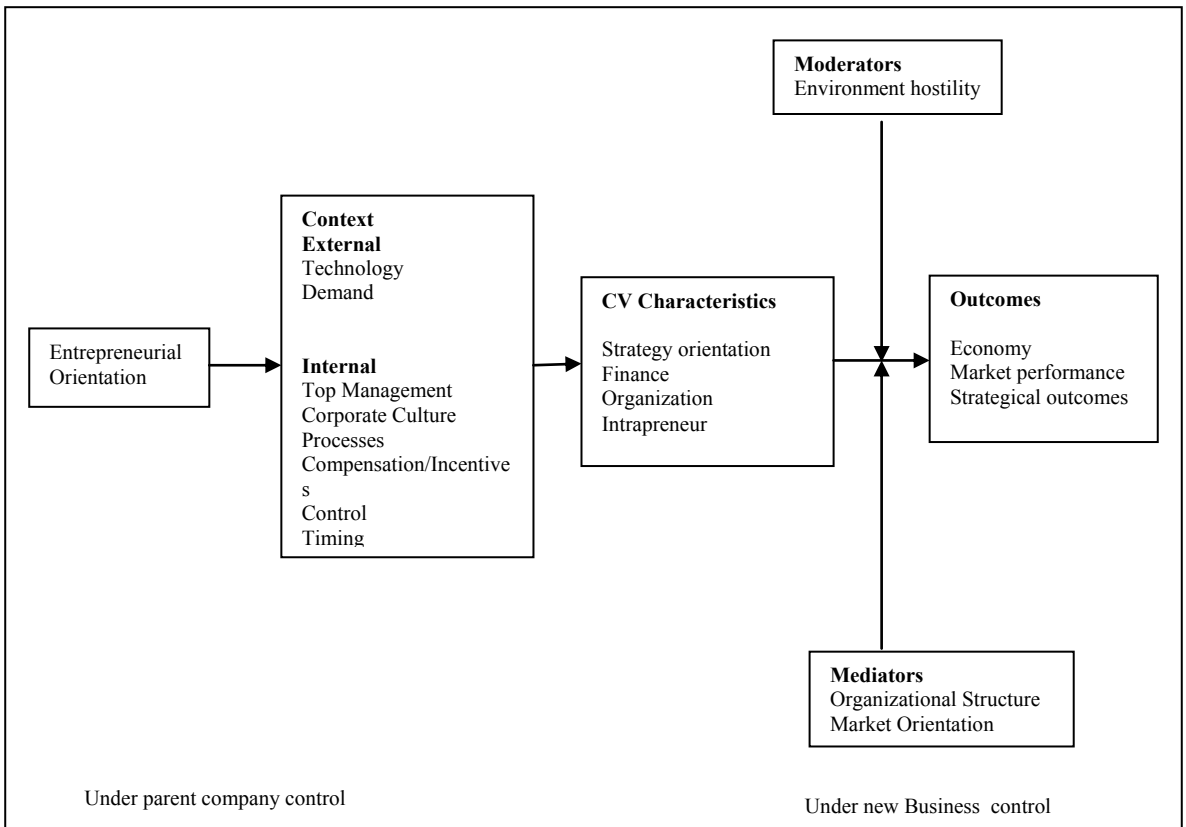 Moderators
Environment hostility
Context
External
Technology
Demand
Internal
Top Management
Corporate Culture
Processes
Compensation/Incentive
s
Control
Timing
CV Characteristics
Strategy orientation
Finance
Organization
Intrapreneur
Outcomes
Economy
Market performance
Strategical outcomes
Entrepreneurial
Orientation
Mediators
Organizational Structure
Market Orientation
Under parent company control
Under new Business control